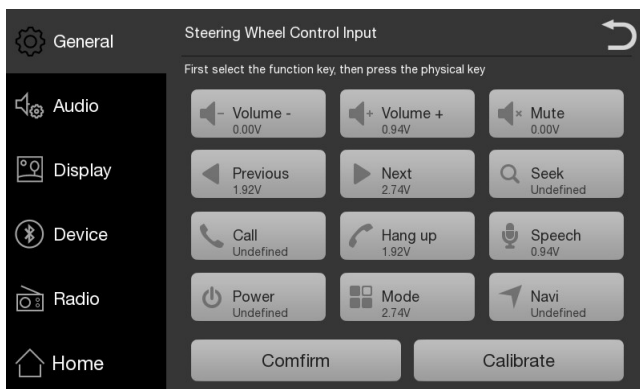 General
Steering Wheel Control Input
First select the function key, then press the physical key
Audio
Volume -
0.00V
Volume +
0.94V
Mute
0.00V
Display
Previous
1.92V
Next
2.74V
Seek
Undefined
Device
Call
Undefined
Hang up
1.92V
Speech
0.94V
Radio
Power
Undefined
Mode
2.74V
Navi
Undefined
Home
Comfirm
Calibrate